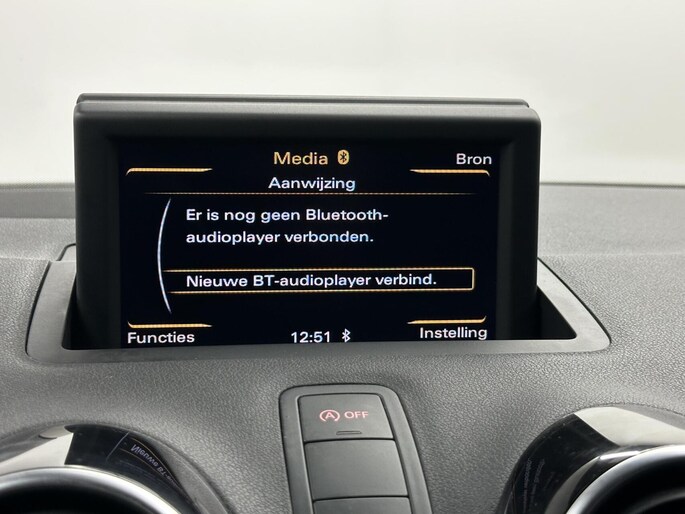 Media
Bron
Aanwijzing
Er is nog geen Bluetooth-
audioplayer verbonden.
Nieuwe BT-audioplayer verbind.
Functies
12:51
Instelling
A OFF